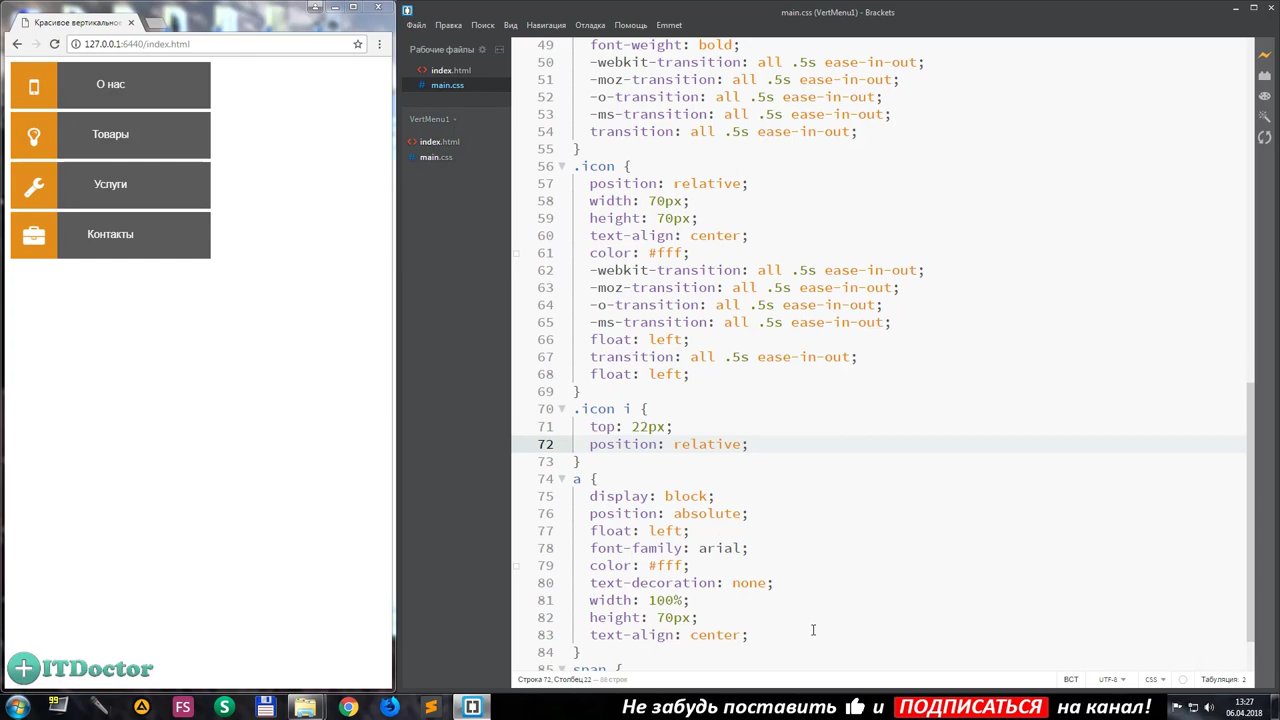 Красивое вертикальное
127.0.0.1:6440/index.html
О нас
Товары
Услуги
Контакты
ITDoctor
main.css (VertMenu1) - Brackets
Файл Правка Поиск Вид Навигация Отладка Помощь Emmet
Рабочие файлы
<> index.html
main.css
VertMenu1
<> index.html
main.css
49 font-weight: bold;
50 -webkit-transition: all .5s ease-in-out;
51 -moz-transition: all .5s ease-in-out;
52 -o-transition: all .5s ease-in-out;
53 -ms-transition: all .5s ease-in-out;
54 transition: all .5s ease-in-out;
55 }
56 .icon {
57 position: relative;
58 width: 70px;
59 height: 70px;
60 text-align: center;
61 color: #fff;
62 -webkit-transition: all .5s ease-in-out;
63 -moz-transition: all .5s ease-in-out;
64 -o-transition: all .5s ease-in-out;
65 -ms-transition: all .5s ease-in-out;
66 float: left;
67 transition: all .5s ease-in-out;
68 float: left;
69 }
70 .icon i {
71 top: 22px;
72 position: relative;
73 }
74 a {
75 display: block;
76 position: absolute;
77 float: left;
78 font-family: arial;
79 color: #fff;
80 text-decoration: none;
81 width: 100%;
82 height: 70px;
83 text-align: center;
84 }
85 span {
Строка 72, Столбец 22 — 88 строк
ВСТ UTF-8 CSS Табуляция: 2
FS S
Не забудь поставить и ПОДПИСАТЬСЯ на канал!
13:27
06.04.2018